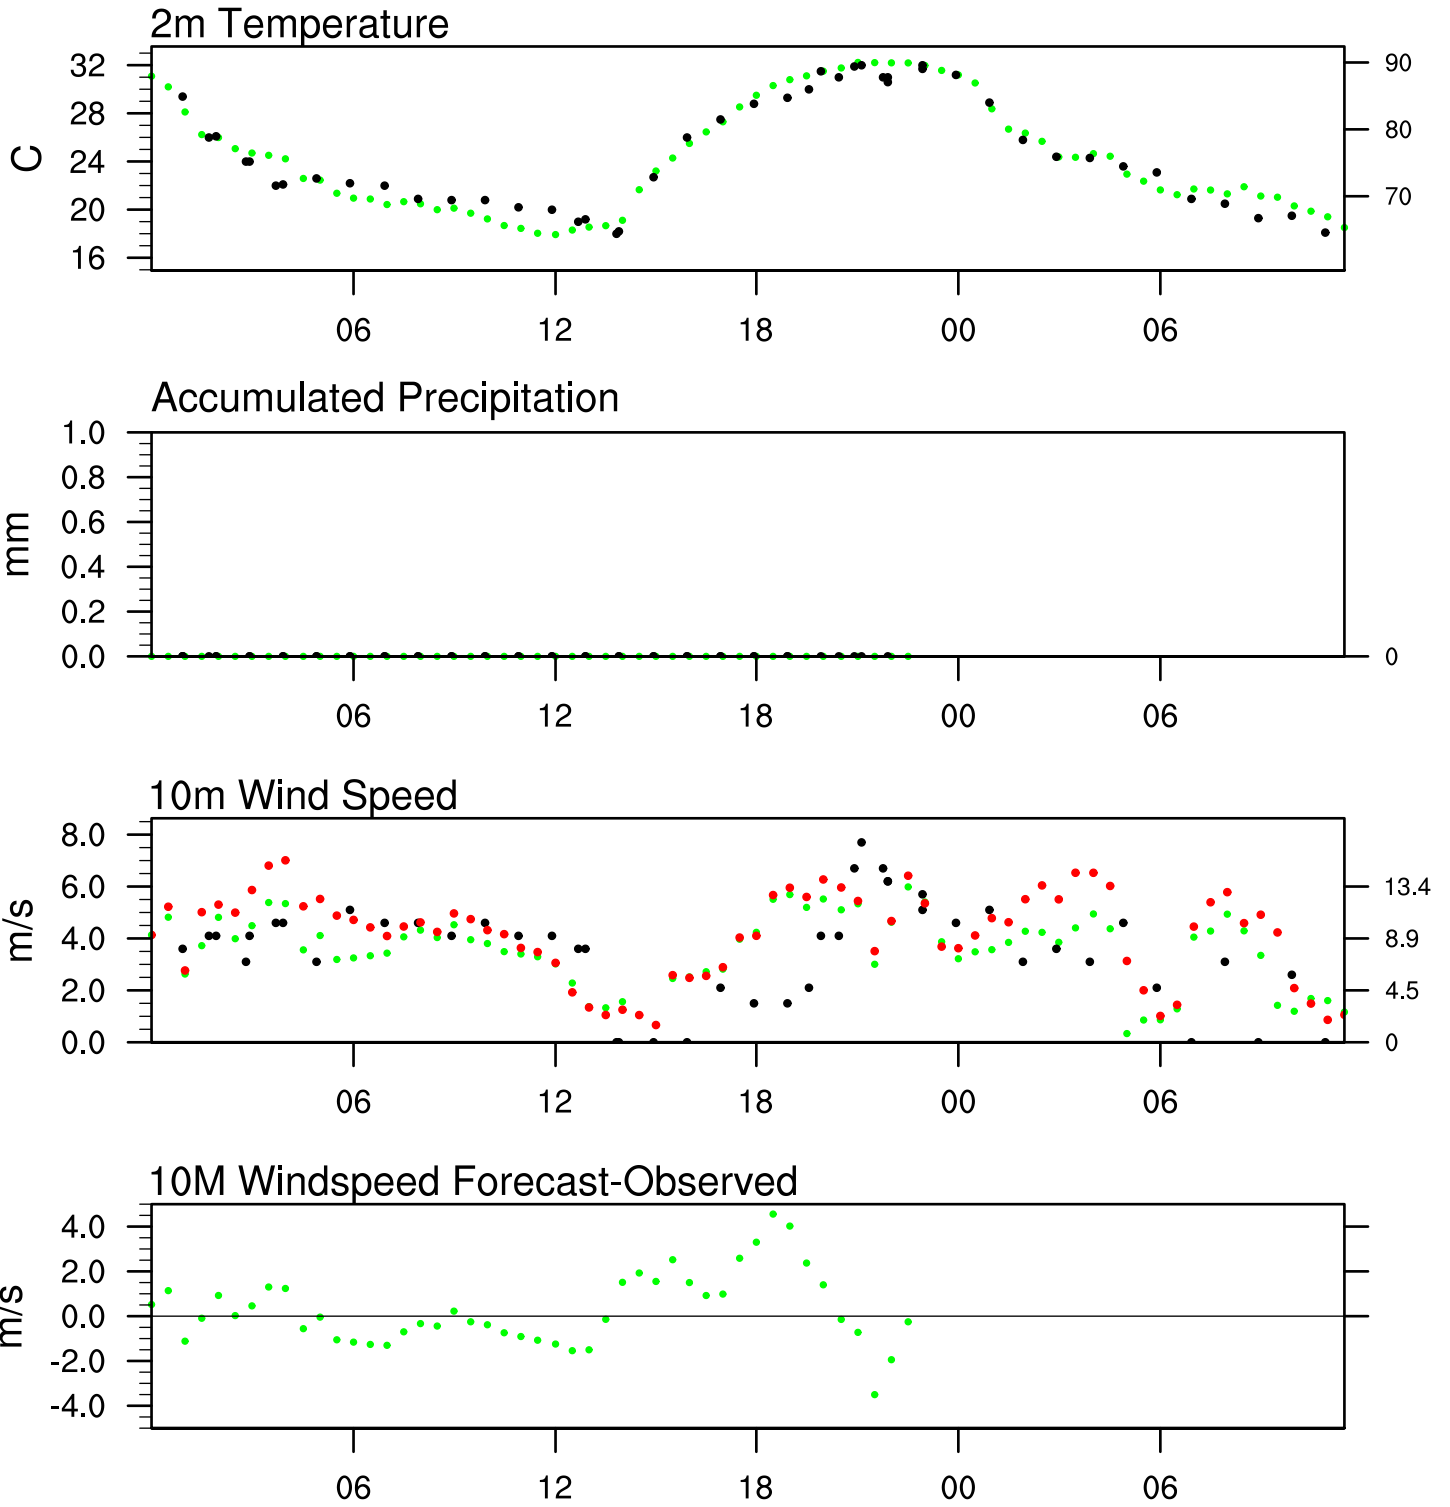 2m Temperature
32
28
24
20
16
C
90
80
70
06 12 18 00 06
Accumulated Precipitation
1.0
0.8
0.6
0.4
0.2
0.0
mm
0
06 12 18 00 06
10m Wind Speed
8.0
6.0
4.0
2.0
0.0
m/s
13.4
8.9
4.5
0
06 12 18 00 06
10M Windspeed Forecast-Observed
4.0
2.0
0.0
-2.0
-4.0
m/s
06 12 18 00 06